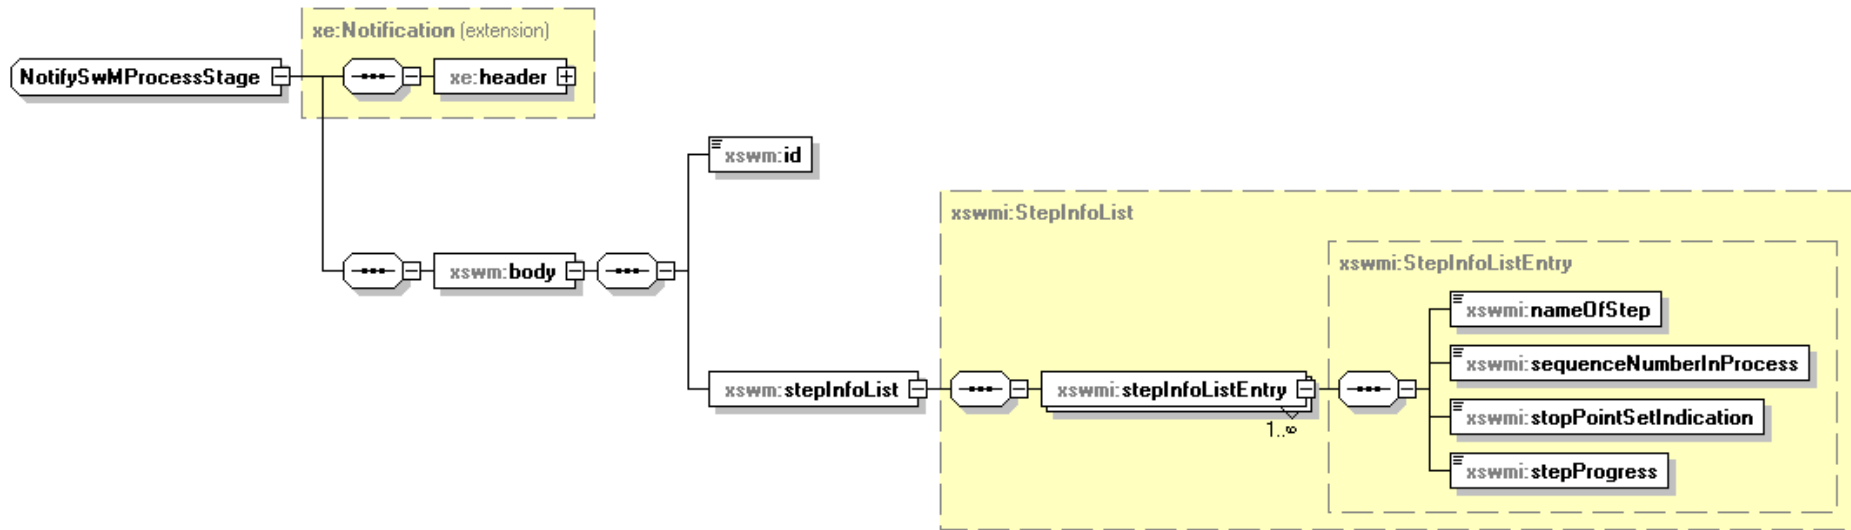 xe:Notification (extension)
NotifySwMProcessStage
xe:header
xswm:id
xswmi:StepInfoList
xswmi:StepInfoListEntry
xswm:body
xswmi:nameOfStep
xswmi:sequenceNumberInProcess
xswm:stepInfoList
xswmi:stepInfoListEntry
1..∞
xswmi:stopPointSetIndication
xswmi:stepProgress